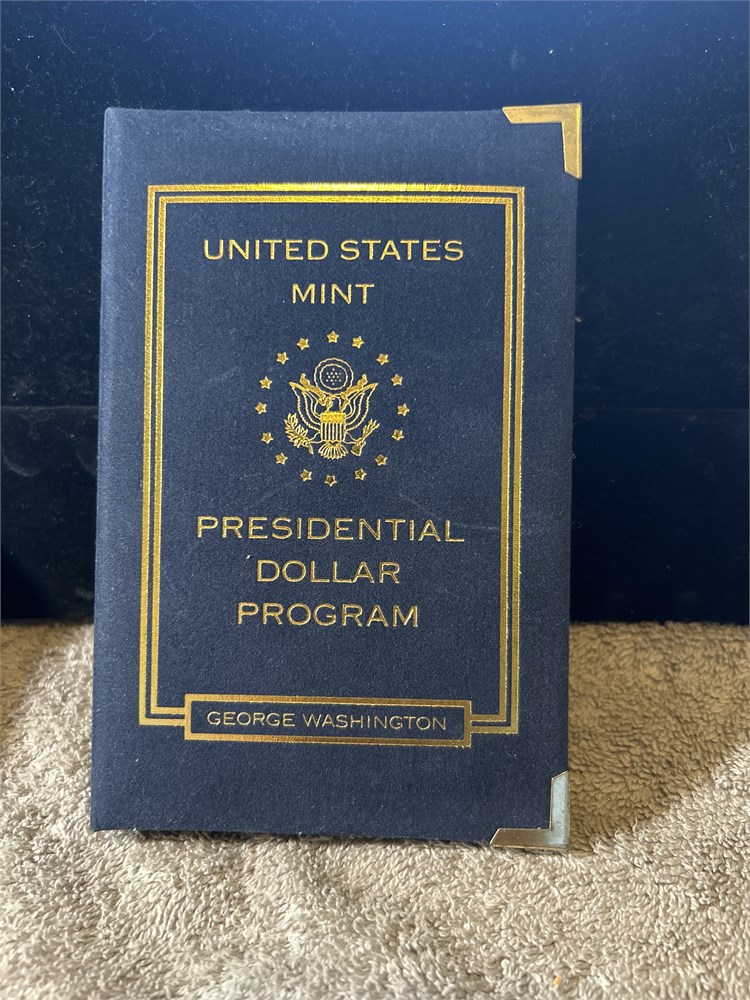 UNITED STATES
MINT
PRESIDENTIAL
DOLLAR
PROGRAM
GEORGE WASHINGTON